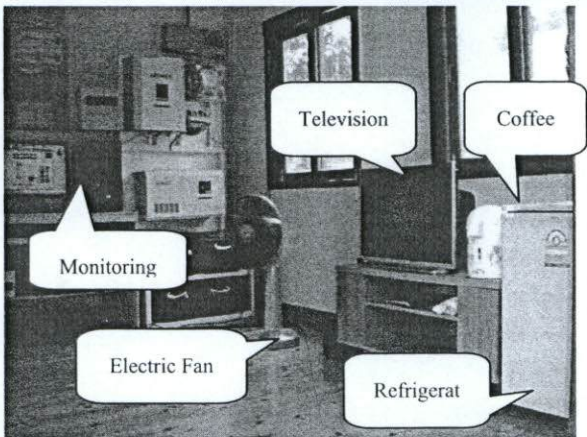 Television
Coffee
Monitoring
Electric Fan
Refrigerat